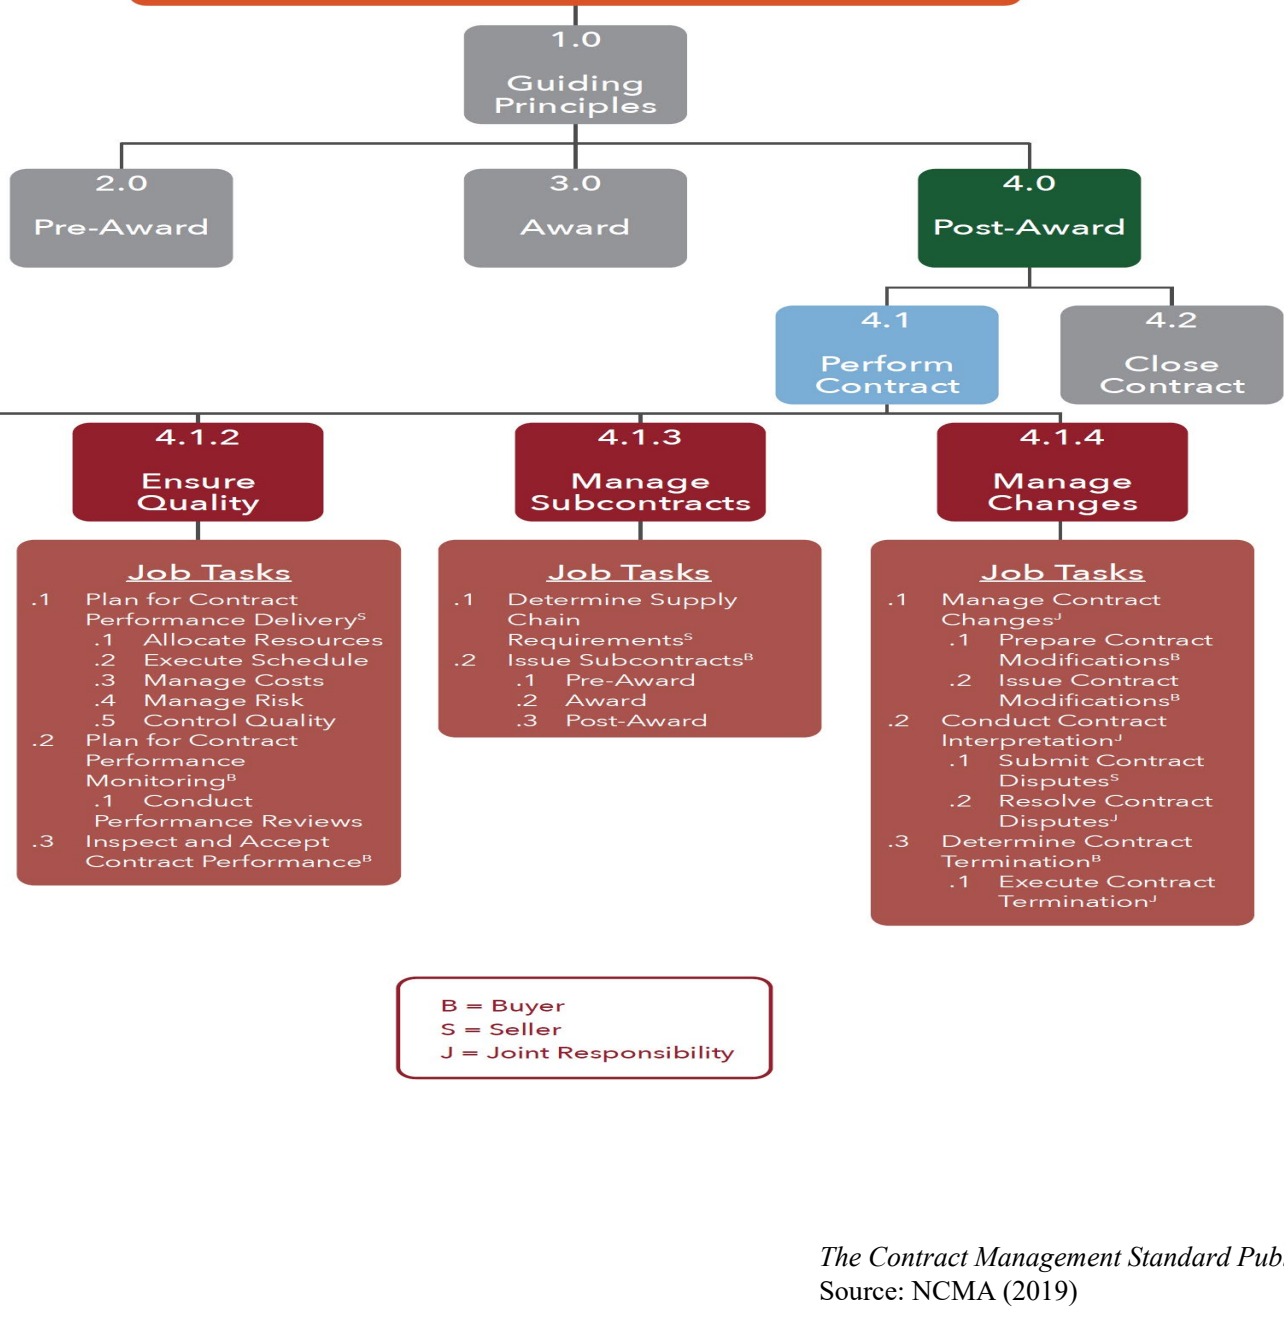 1.0
Guiding
Principles
2.0
Pre-Award
3.0
Award
4.0
Post-Award
4.1
Perform
Contract
4.2
Close
Contract
4.1.2
Ensure
Quality
4.1.3
Manage
Subcontracts
4.1.4
Manage
Changes
Job Tasks
.1 Plan for Contract
Performance Deliveryˢ
.1 Allocate Resources
.2 Execute Schedule
.3 Manage Costs
.4 Manage Risk
.5 Control Quality
.2 Plan for Contract
Performance
Monitoringᴮ
.1 Conduct
Performance Reviews
.3 Inspect and Accept
Contract Performanceᴮ
Job Tasks
.1 Determine Supply
Chain
Requirementsˢ
.2 Issue Subcontractsᴮ
.1 Pre-Award
.2 Award
.3 Post-Award
Job Tasks
.1 Manage Contract
Changesᴶ
.1 Prepare Contract
Modificationsᴮ
.2 Issue Contract
Modificationsᴮ
.2 Conduct Contract
Interpretationᴶ
.1 Submit Contract
Disputesˢ
.2 Resolve Contract
Disputesᴶ
.3 Determine Contract
Terminationᴮ
.1 Execute Contract
Terminationᴶ
B = Buyer
S = Seller
J = Joint Responsibility
The Contract Management Standard
Source: NCMA (2019)